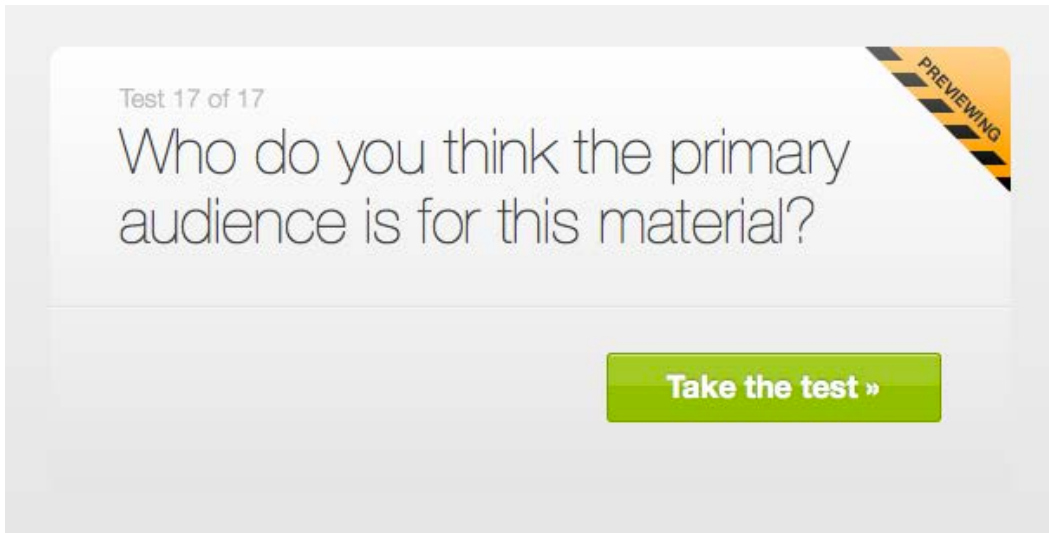 Test 17 of 17
PREVIEWING
Who do you think the primary
audience is for this material?
Take the test »